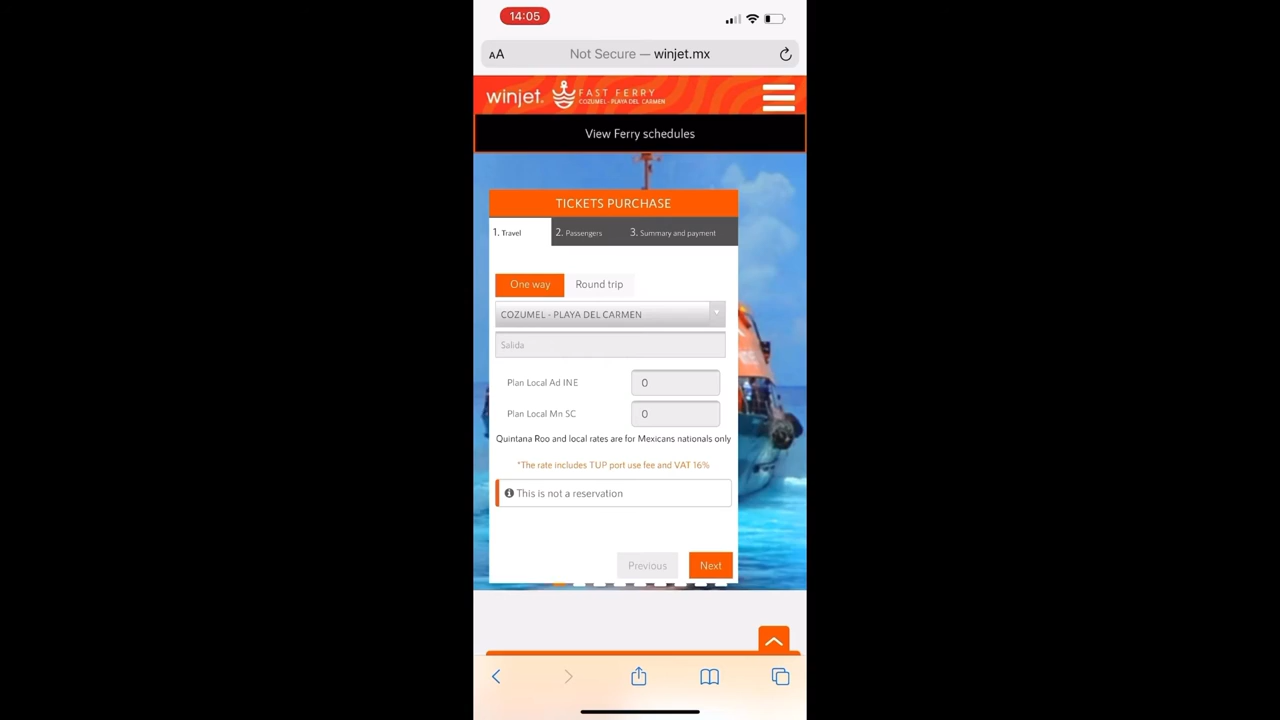 14:05
AA
Not Secure — winjet.mx
winjet.
FAST FERRY
COZUMEL - PLAYA DEL CARMEN
View Ferry schedules
TICKETS PURCHASE
1. Travel
2. Passengers
3. Summary and payment
One way
Round trip
COZUMEL - PLAYA DEL CARMEN
Salida
Plan Local Ad INE
0
Plan Local Mn SC
0
Quintana Roo and local rates are for Mexicans nationals only
*The rate includes TUP port use fee and VAT 16%
This is not a reservation
Previous
Next